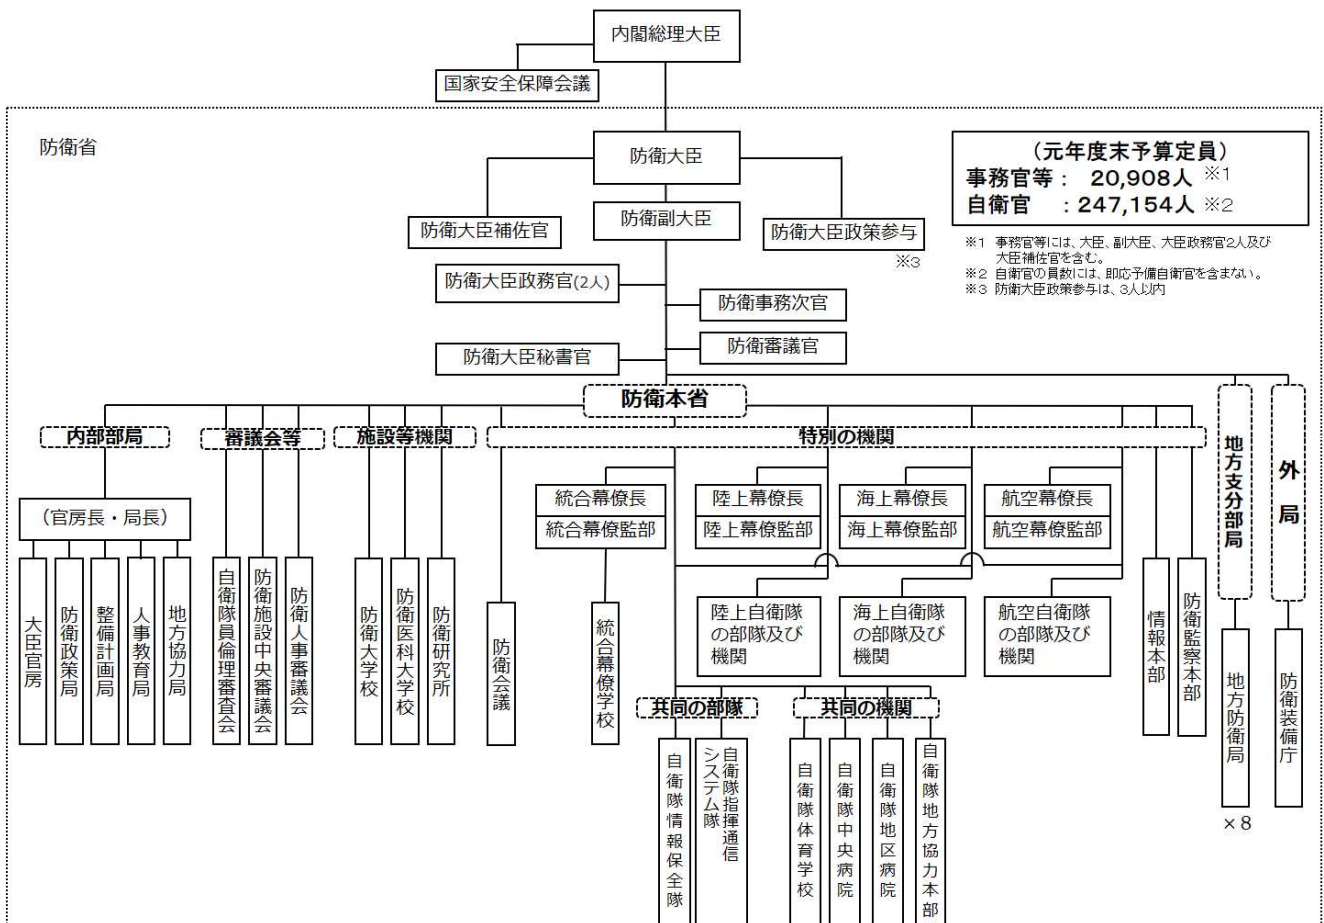 内閣総理大臣
国家安全保障会議
防衛省
防衛大臣
（元年度末予算定員）
事務官等： 20,908人 ※1
自衛官 ：247,154人 ※2
防衛大臣補佐官
防衛副大臣
防衛大臣政策参与
※3
※1 事務官等には、大臣、副大臣、大臣政務官2人及び
大臣補佐官を含む。
※2 自衛官の員数には、即応予備自衛官を含まない。
※3 防衛大臣政策参与は、3人以内
防衛大臣政務官(2人)
防衛事務次官
防衛審議官
防衛大臣秘書官
防衛本省
内部部局
審議会等
施設等機関
特別の機関
地方支分部局
外局
（官房長・局長）
統合幕僚長
統合幕僚監部
陸上幕僚長
陸上幕僚監部
海上幕僚長
海上幕僚監部
航空幕僚長
航空幕僚監部
大臣官房
防衛政策局
整備計画局
人事教育局
地方協力局
自衛隊員倫理審査会
防衛施設中央審議会
防衛人事審議会
防衛大学校
防衛医科大学校
防衛研究所
防衛会議
統合幕僚学校
陸上自衛隊
の部隊及び
機関
海上自衛隊
の部隊及び
機関
航空自衛隊
の部隊及び
機関
情報本部
防衛監察本部
地方防衛局
×8
防衛装備庁
共同の部隊
共同の機関
自衛隊情報保全隊
自衛隊指揮通信
システム隊
自衛隊体育学校
自衛隊中央病院
自衛隊地区病院
自衛隊地方協力本部